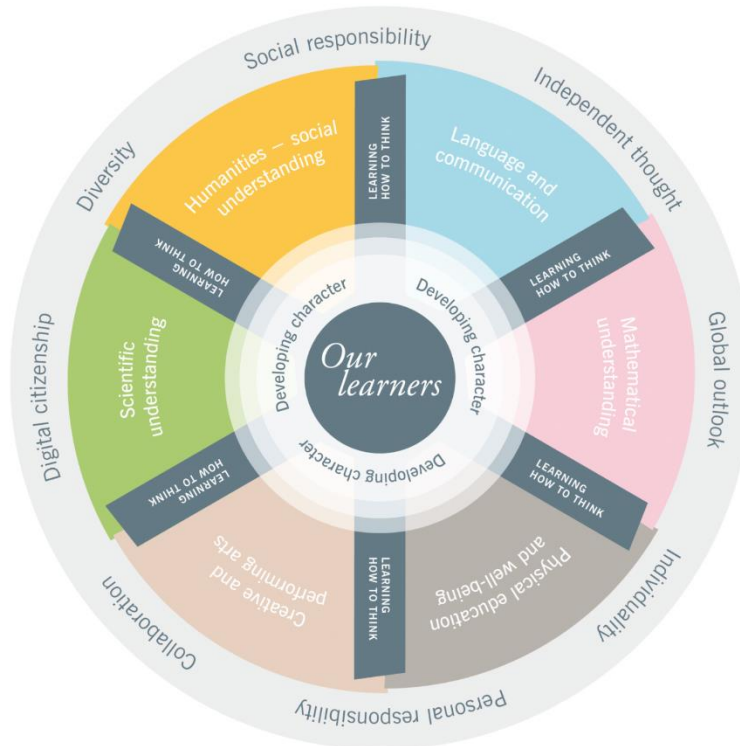 Social responsibility
Independent thought
Global outlook
Individuality
Personal responsibility
Collaboration
Digital citizenship
Diversity
Language and
communication
Mathematical
understanding
Physical education
and well-being
Creative and
performing arts
Scientific
understanding
Humanities – social
understanding
LEARNING
HOW TO THINK
LEARNING
HOW TO THINK
LEARNING
HOW TO THINK
LEARNING
HOW TO THINK
LEARNING
HOW TO THINK
LEARNING
HOW TO THINK
Developing character
Developing character
Developing character
Our
learners